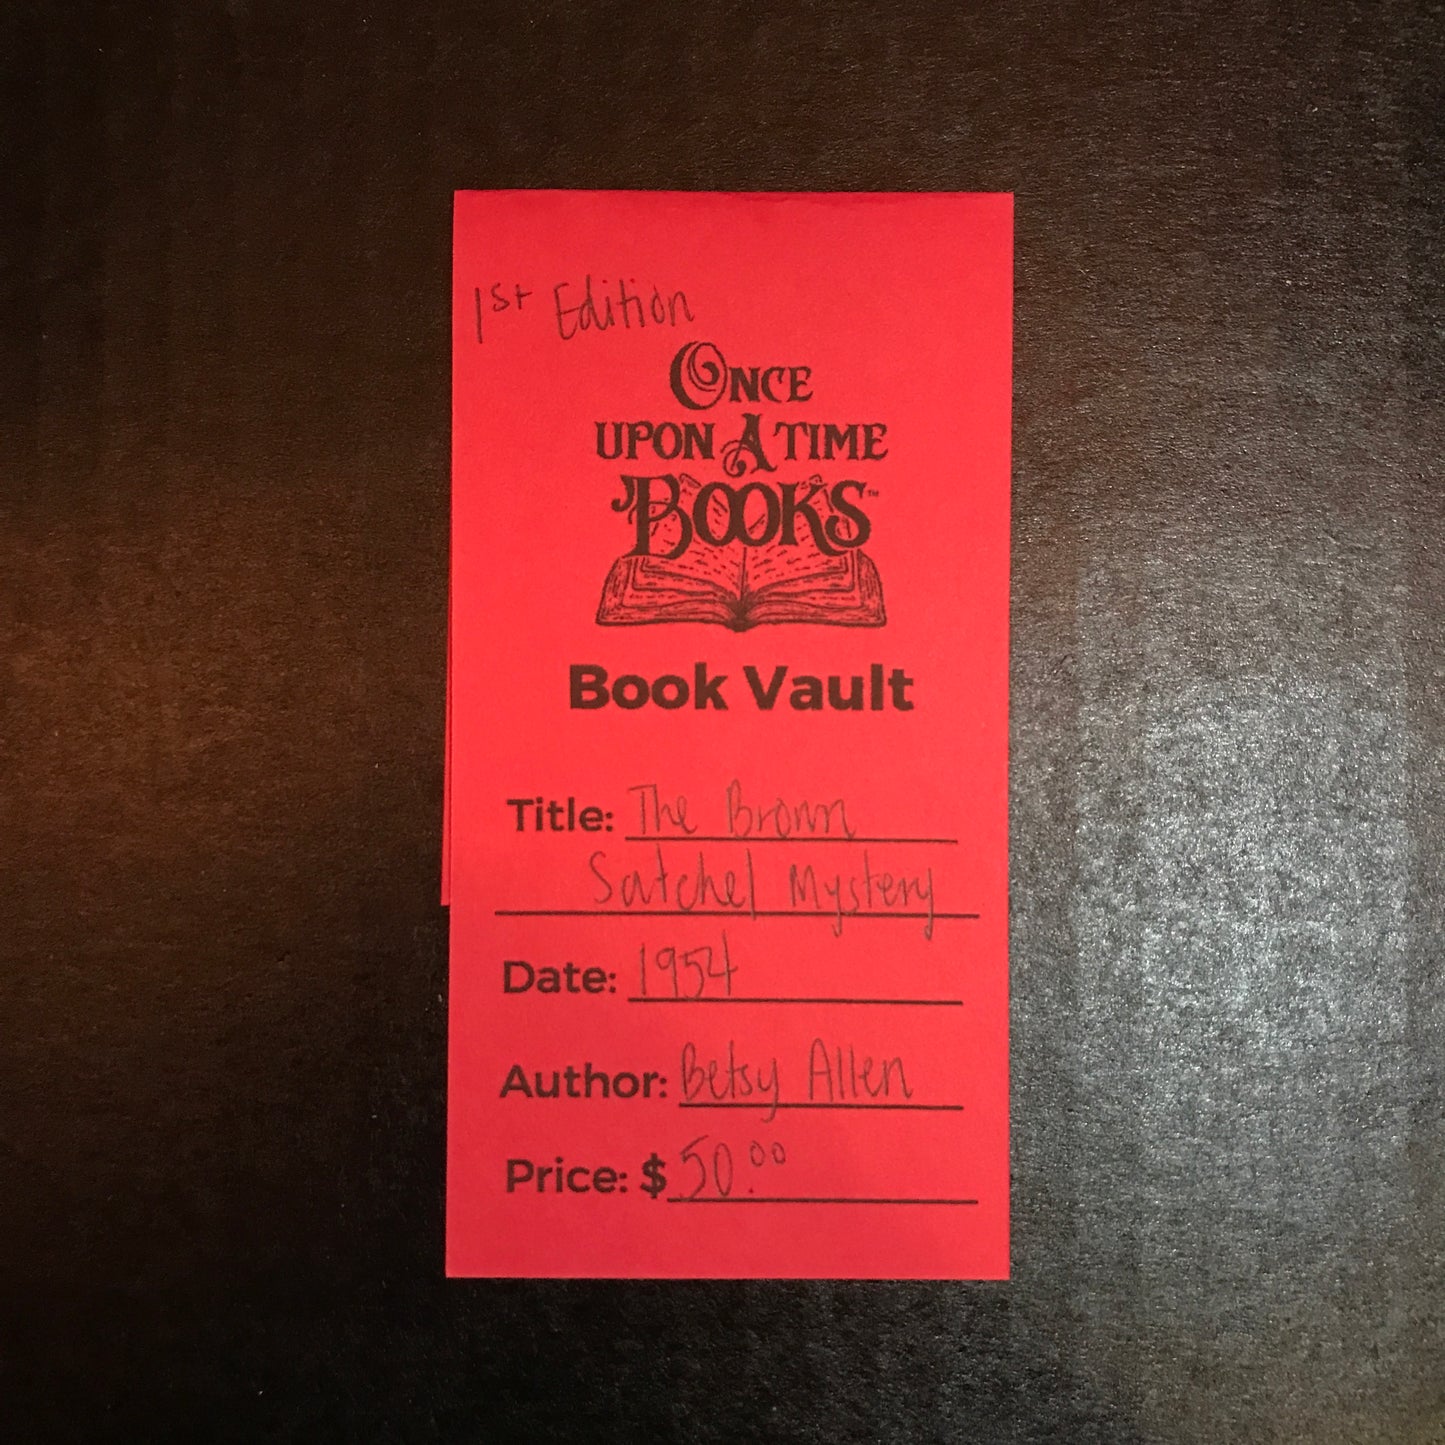 1st Edition
ONCE
UPON A TIME
BOOKS™
Book Vault
Title: The Brown
Satchel Mystery
Date: 1954
Author: Betsy Allen
Price: $50.00